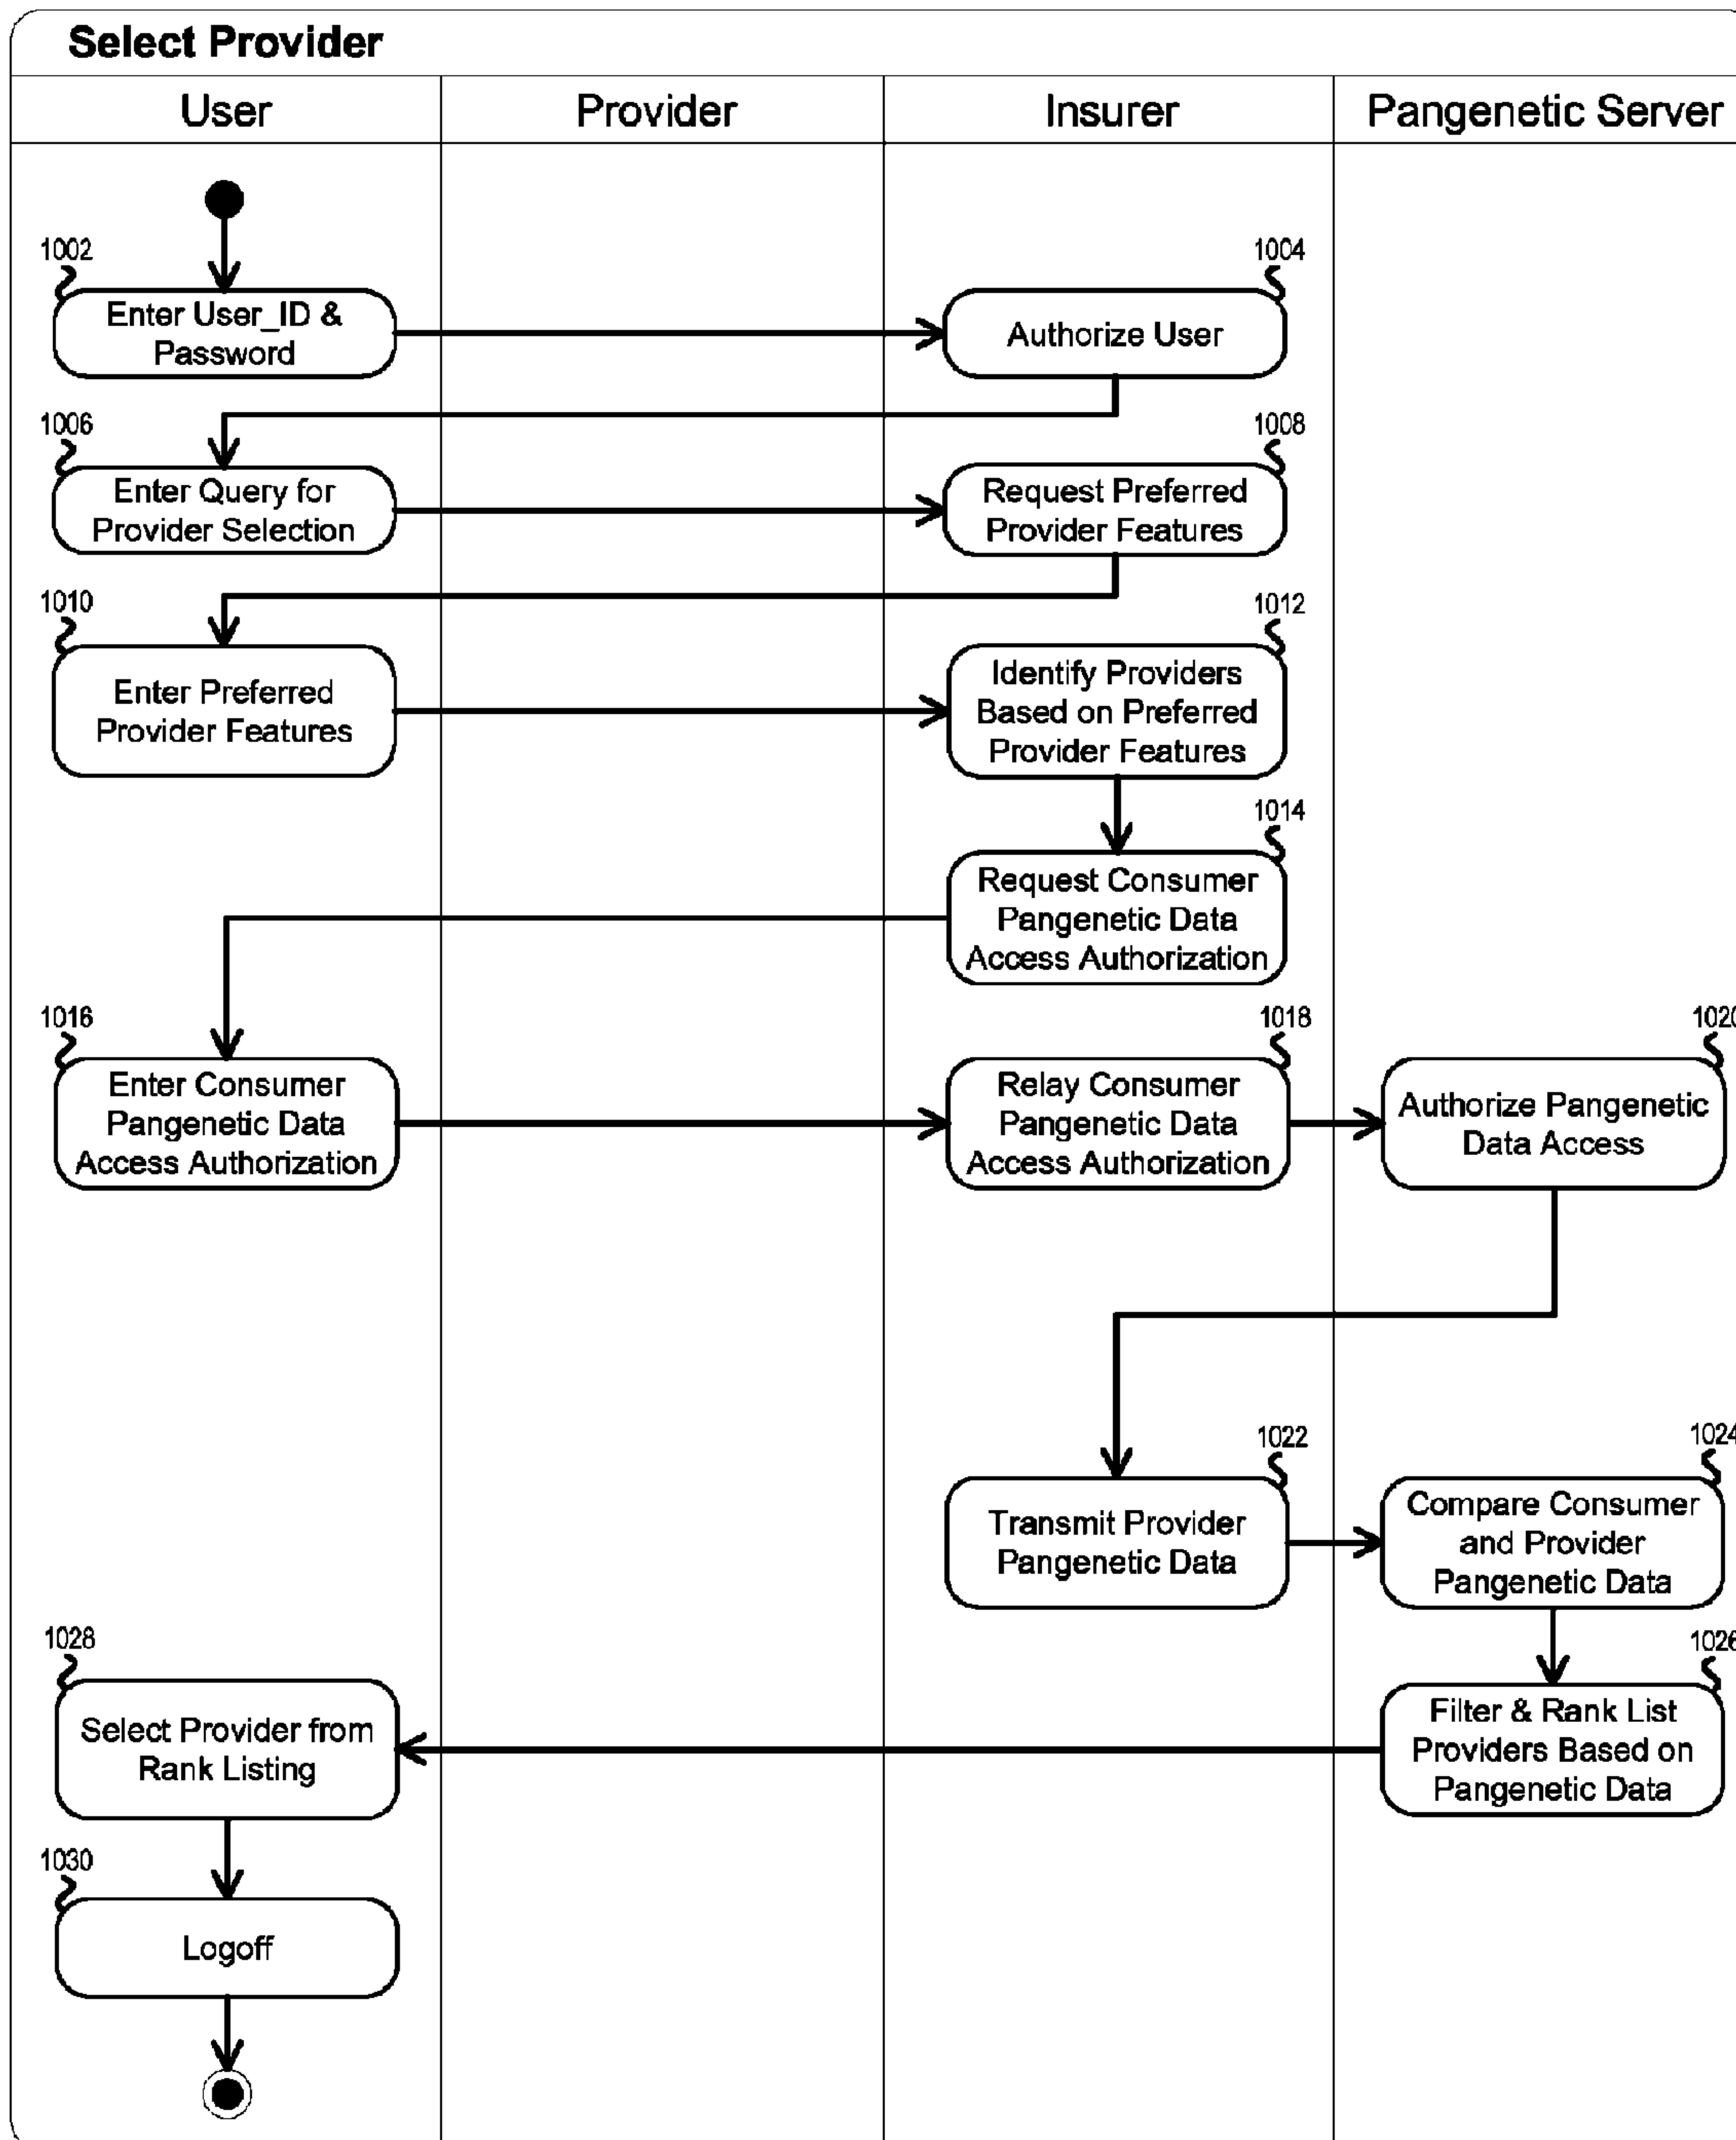 Select Provider
User
Provider
Insurer
Pangenetic Server
1002
Enter User_ID &
Password
1004
Authorize User
1006
Enter Query for
Provider Selection
1008
Request Preferred
Provider Features
1010
Enter Preferred
Provider Features
1012
Identify Providers
Based on Preferred
Provider Features
1014
Request Consumer
Pangenetic Data
Access Authorization
1016
Enter Consumer
Pangenetic Data
Access Authorization
1018
Relay Consumer
Pangenetic Data
Access Authorization
1020
Authorize Pangenetic
Data Access
1022
Transmit Provider
Pangenetic Data
1024
Compare Consumer
and Provider
Pangenetic Data
1026
Filter & Rank List
Providers Based on
Pangenetic Data
1028
Select Provider from
Rank Listing
1030
Logoff